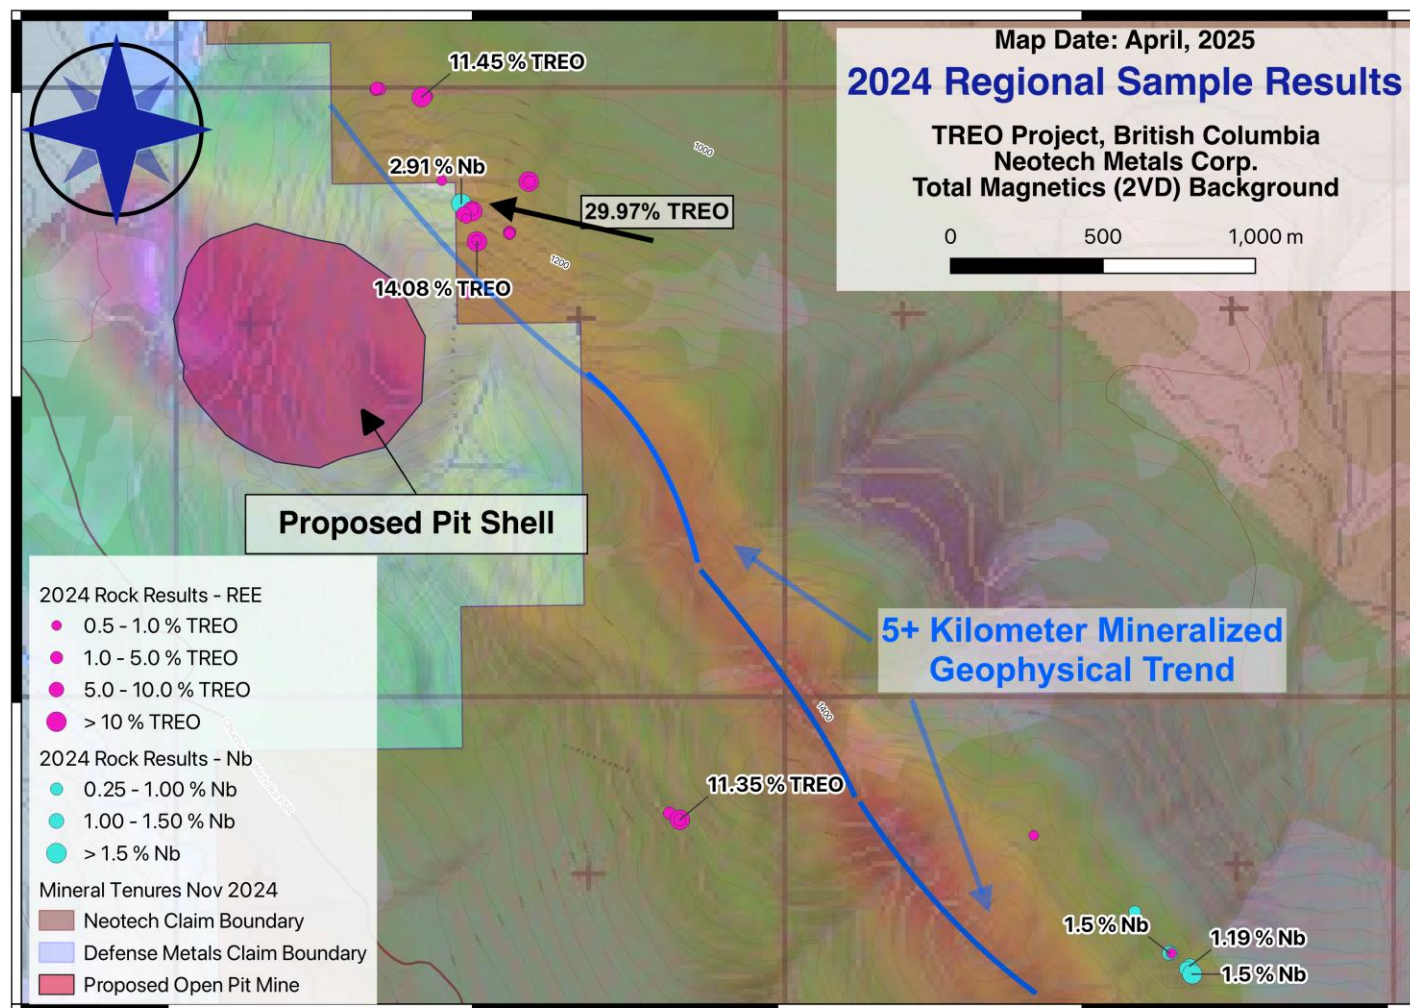 Map Date: April, 2025
2024 Regional Sample Results
TREO Project, British Columbia
Neotech Metals Corp.
Total Magnetics (2VD) Background
0 500 1,000 m
11.45 % TREO
1000
2.91 % Nb
29.97% TREO
1200
14.08 % TREO
Proposed Pit Shell
5+ Kilometer Mineralized
Geophysical Trend
1400
11.35 % TREO
1.5 % Nb
1.19 % Nb
1.5 % Nb
2024 Rock Results - REE
0.5 - 1.0 % TREO
1.0 - 5.0 % TREO
5.0 - 10.0 % TREO
> 10 % TREO
2024 Rock Results - Nb
0.25 - 1.00 % Nb
1.00 - 1.50 % Nb
> 1.5 % Nb
Mineral Tenures Nov 2024
Neotech Claim Boundary
Defense Metals Claim Boundary
Proposed Open Pit Mine